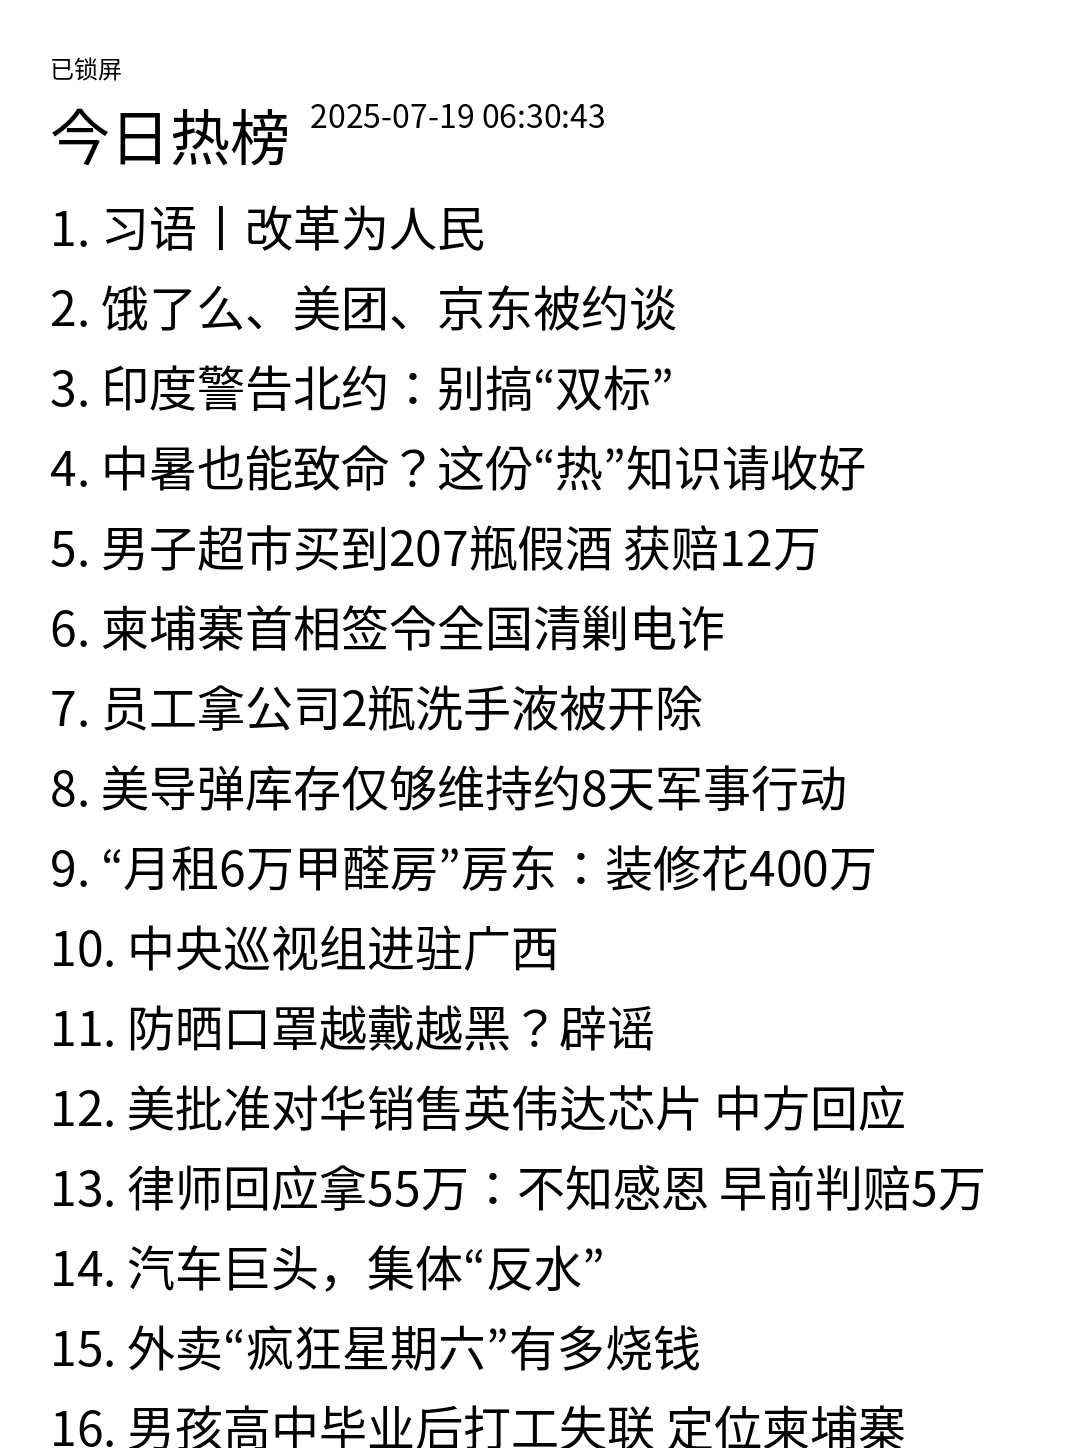 已锁屏
今日热榜 2025-07-19 06:30:43
1. 习语丨改革为人民
2. 饿了么、美团、京东被约谈
3. 印度警告北约：别搞“双标”
4. 中暑也能致命？这份“热”知识请收好
5. 男子超市买到207瓶假酒 获赔12万
6. 柬埔寨首相签令全国清剿电诈
7. 员工拿公司2瓶洗手液被开除
8. 美导弹库存仅够维持约8天军事行动
9. “月租6万甲醛房”房东：装修花400万
10. 中央巡视组进驻广西
11. 防晒口罩越戴越黑？辟谣
12. 美批准对华销售英伟达芯片 中方回应
13. 律师回应拿55万：不知感恩 早前判赔5万
14. 汽车巨头，集体“反水”
15. 外卖“疯狂星期六”有多烧钱
16. 男孩高中毕业后打工失联 定位柬埔寨